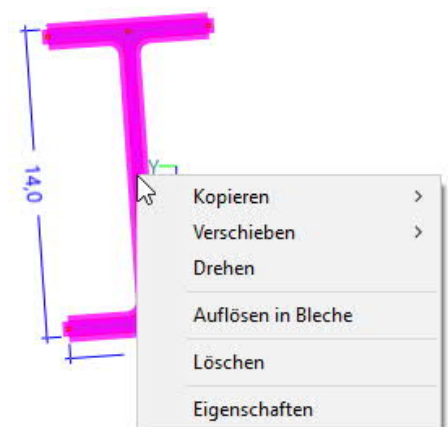 14,0
Y
Kopieren
Verschieben
Drehen
Auflösen in Bleche
Löschen
Eigenschaften